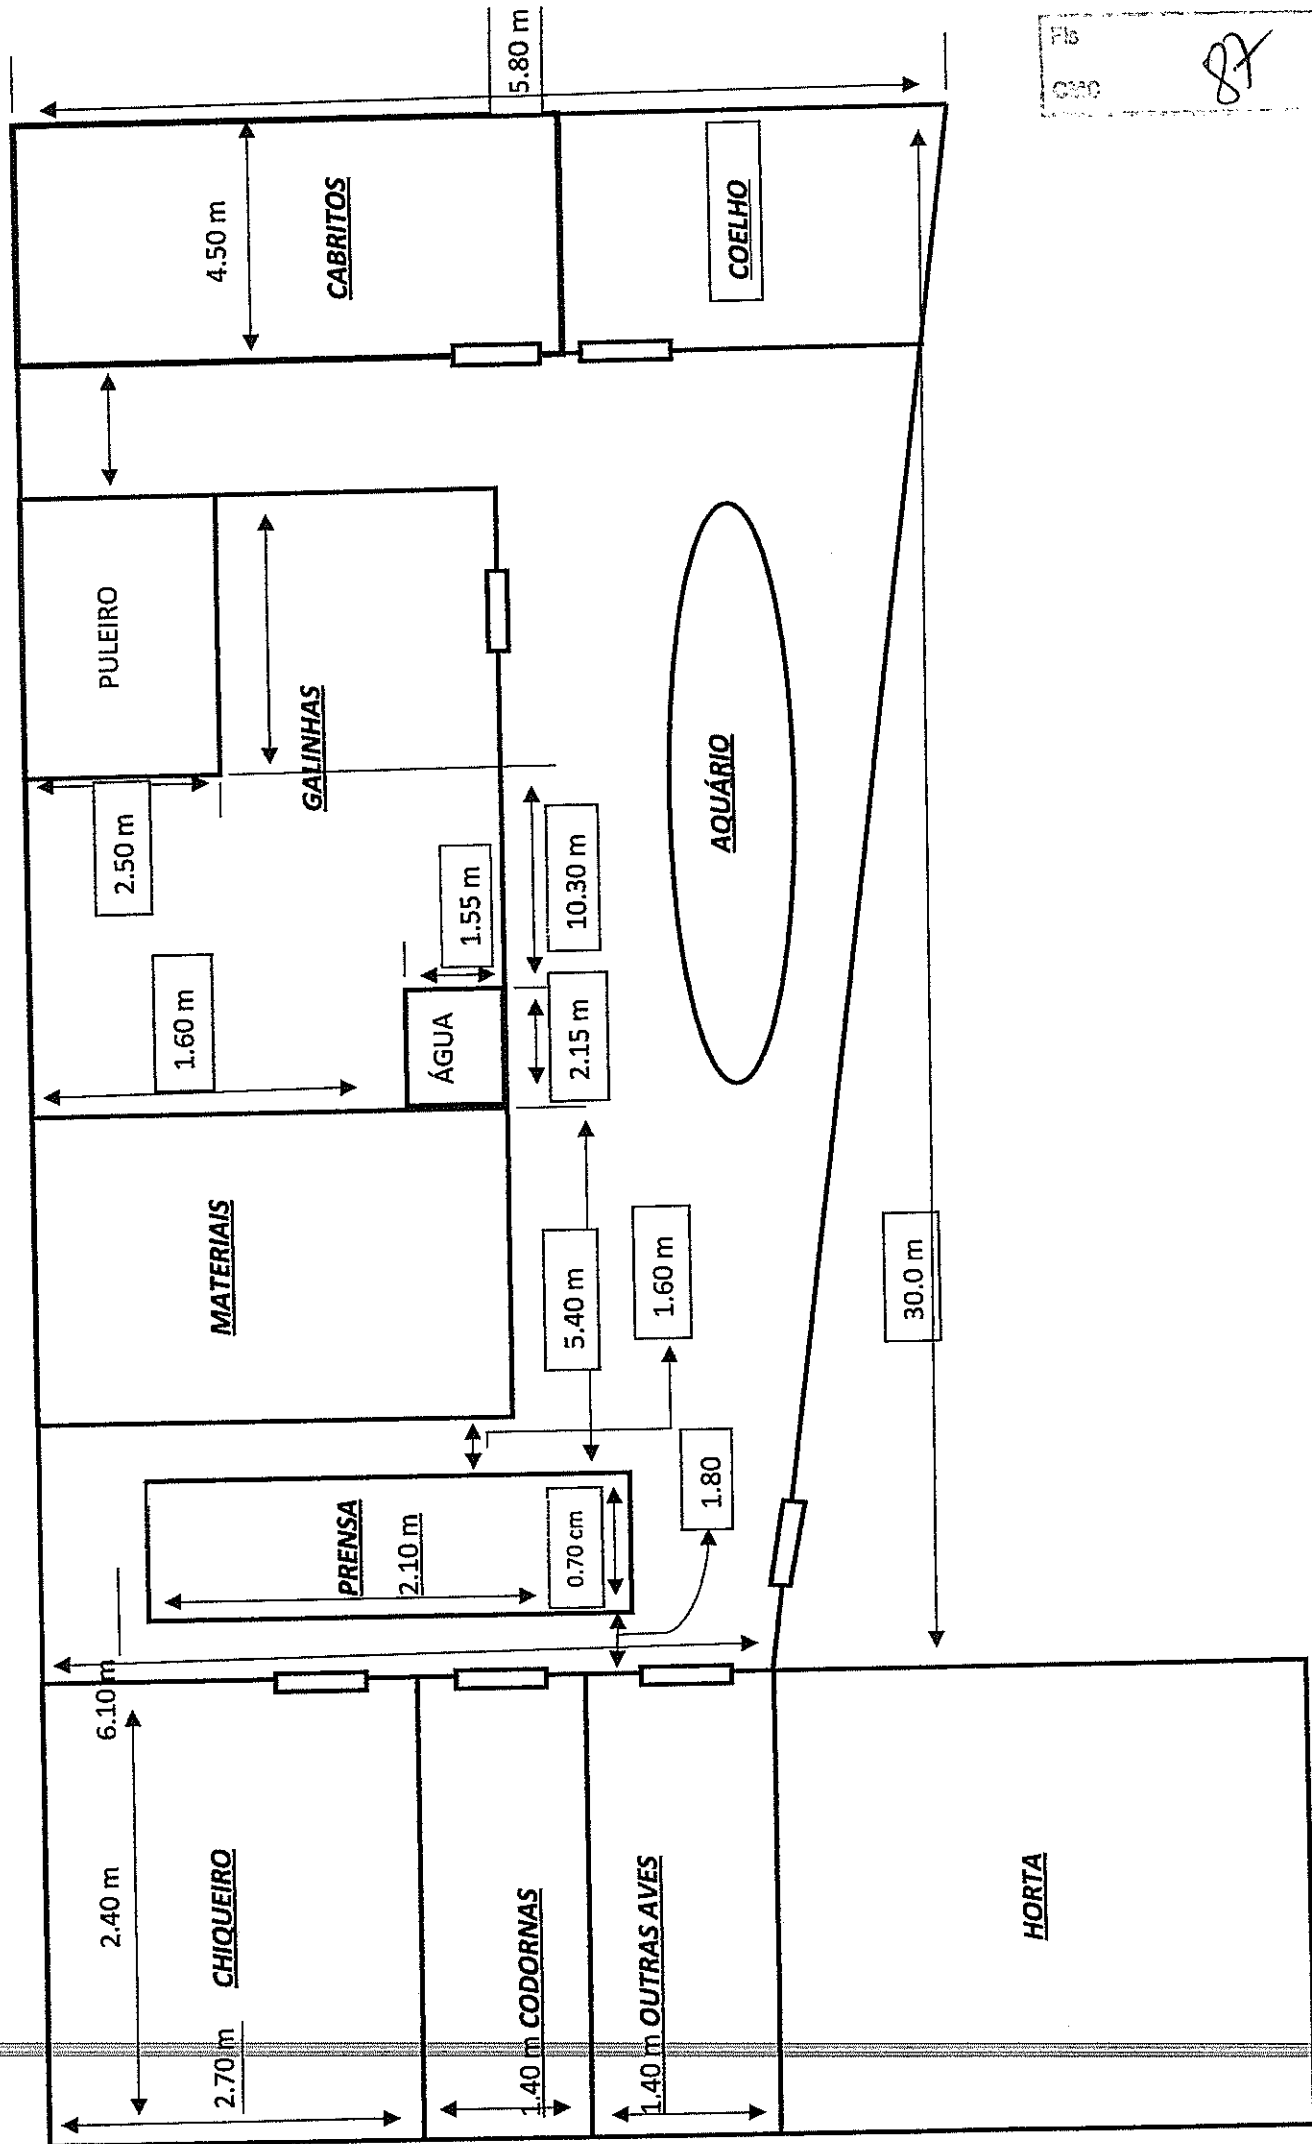 Fls
87
5.80 m
4.50 m
CABRITOS
COELHO
PULEIRO
GALINHAS
2.50 m
1.60 m
1.55 m
10.30 m
ÁGUA
2.15 m
AQUÁRIO
MATERIAIS
5.40 m
1.60 m
30.0 m
PRENSA
2.10 m
0.70 cm
1.80
6.10 m
2.40 m
CHIQUEIRO
2.70 m
1.40 m CODORNAS
1.40 m OUTRAS AVES
HORTA